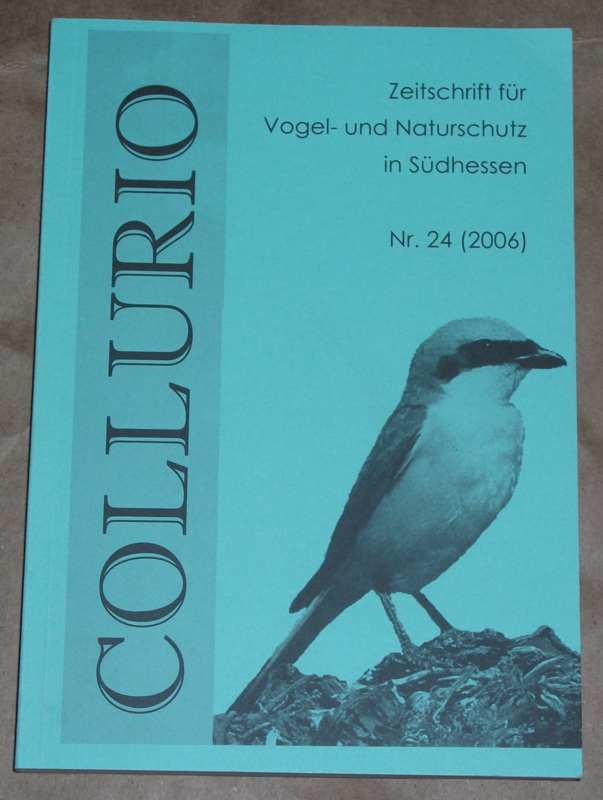 COLLURIO
Zeitschrift für
Vogel- und Naturschutz
in Südhessen
Nr. 24 (2006)